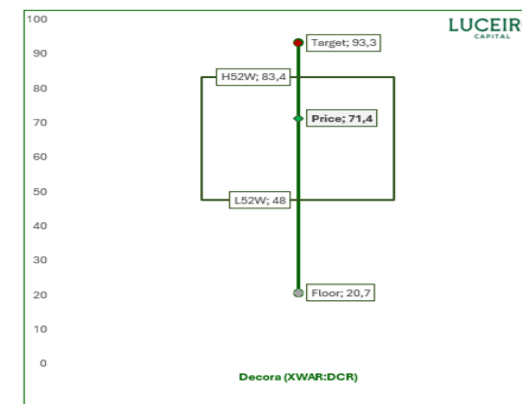 100
LUCEIR
CAPITAL
90
Target; 93,3
80
H52W; 83,4
70
Price; 71,4
60
50
L52W; 48
40
30
20
Floor; 20,7
10
0
Decora (XWAR:DCR)